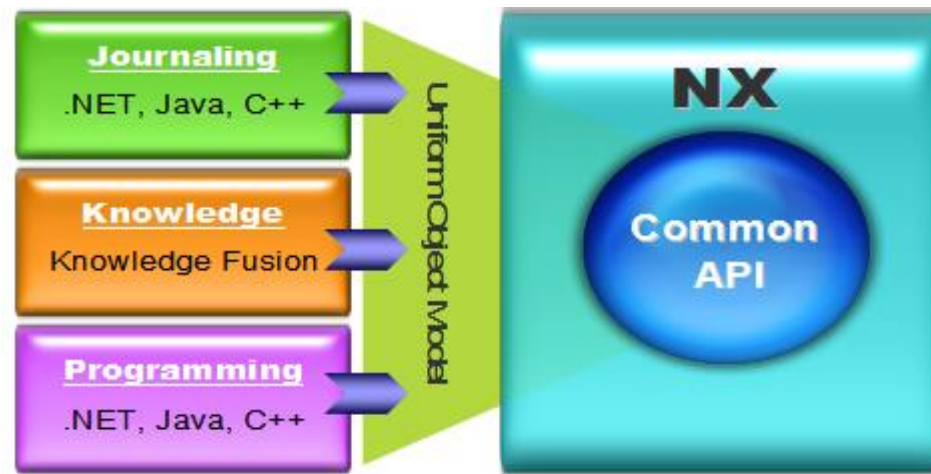 Journaling
.NET, Java, C++
Knowledge
Knowledge Fusion
Programming
.NET, Java, C++
Uniform Object Model
NX
Common
API